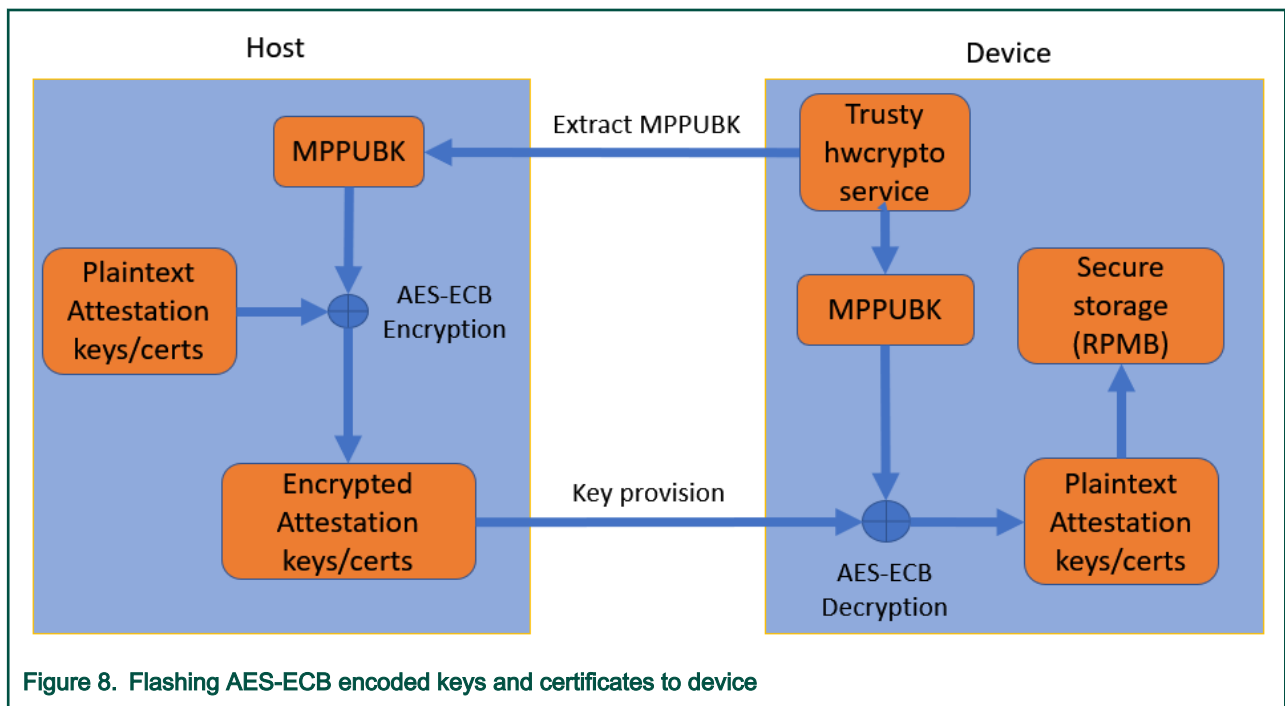 Host
Device
MPPUBK
Extract MPPUBK
Trusty
hwcrypto
service
Plaintext
Attestation
keys/certs
AES-ECB
Encryption
MPPUBK
Secure
storage
(RPMB)
Encrypted
Attestation
keys/certs
Key provision
AES-ECB
Decryption
Plaintext
Attestation
keys/certs
Figure 8. Flashing AES-ECB encoded keys and certificates to device